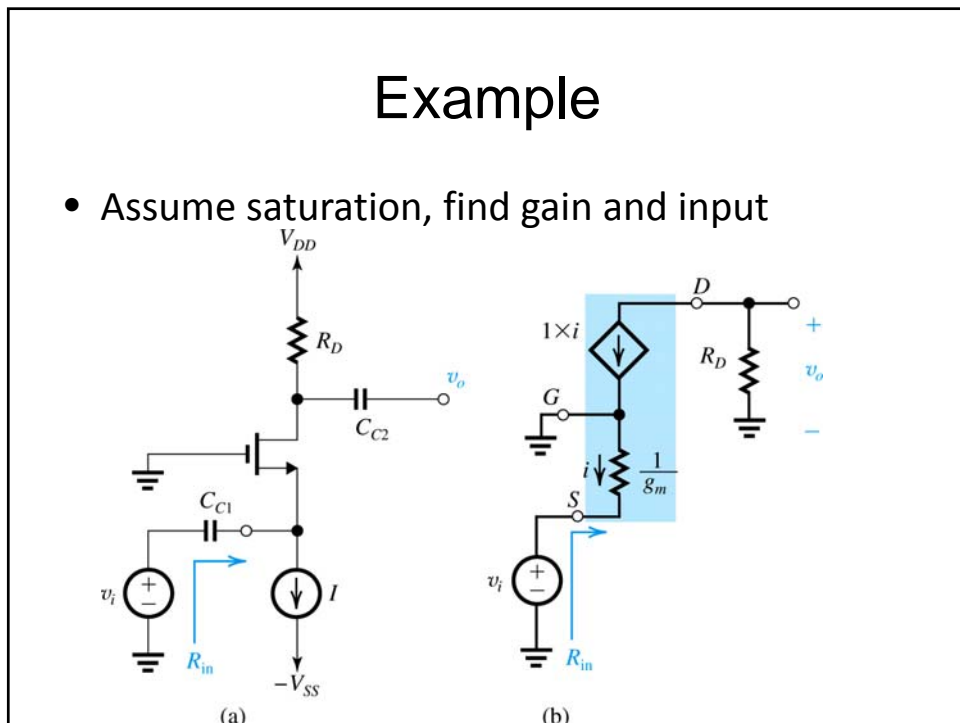 Example
• Assume saturation, find gain and input
V_DD
R_D
v_o
C_C2
C_C1
v_i
+
−
I
R_in
−V_SS
(a)
D
1×i
R_D
+
v_o
−
G
i
1/g_m
S
v_i
+
−
R_in
(b)